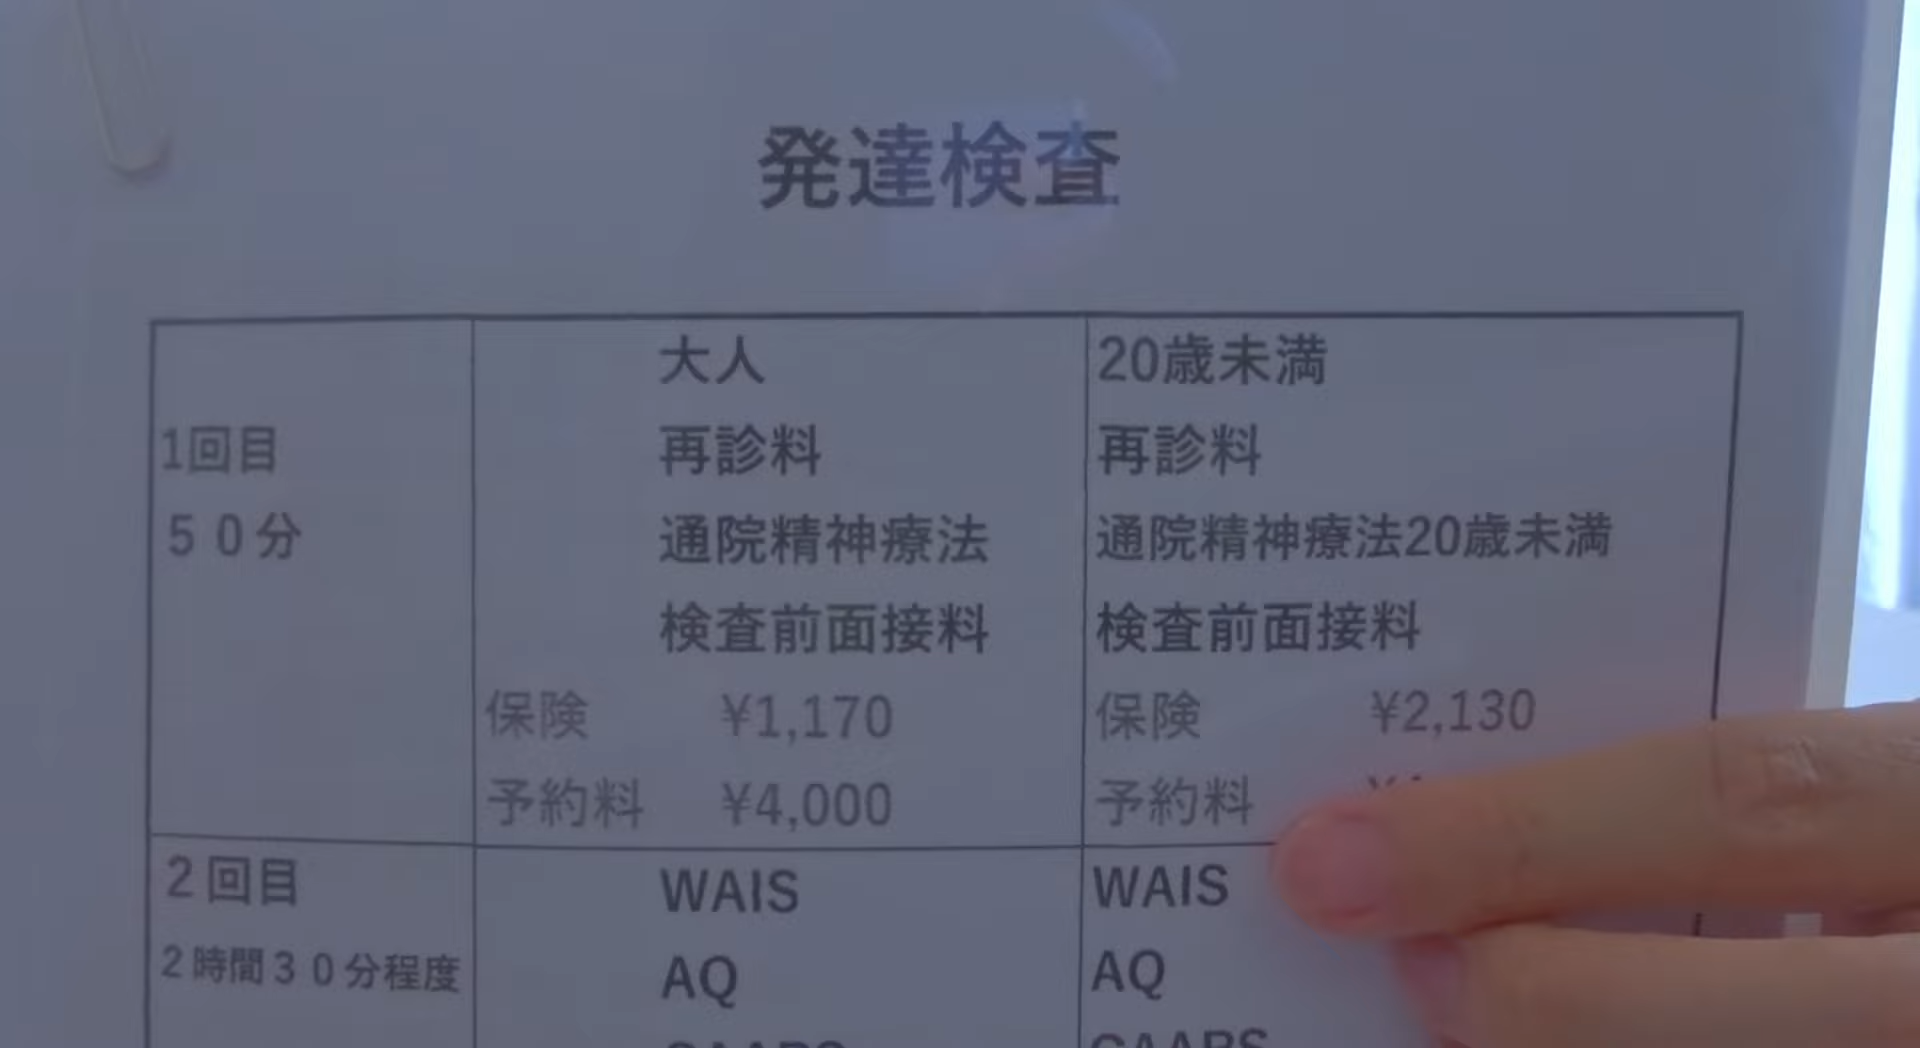 発達検査
大人 20歳未満
1回目 再診料 再診料
50分 通院精神療法 通院精神療法20歳未満
検査前面接料 検査前面接料
保険 ¥1,170 保険 ¥2,130
予約料 ¥4,000 予約料
2回目 WAIS WAIS
2時間30分程度 AQ AQ